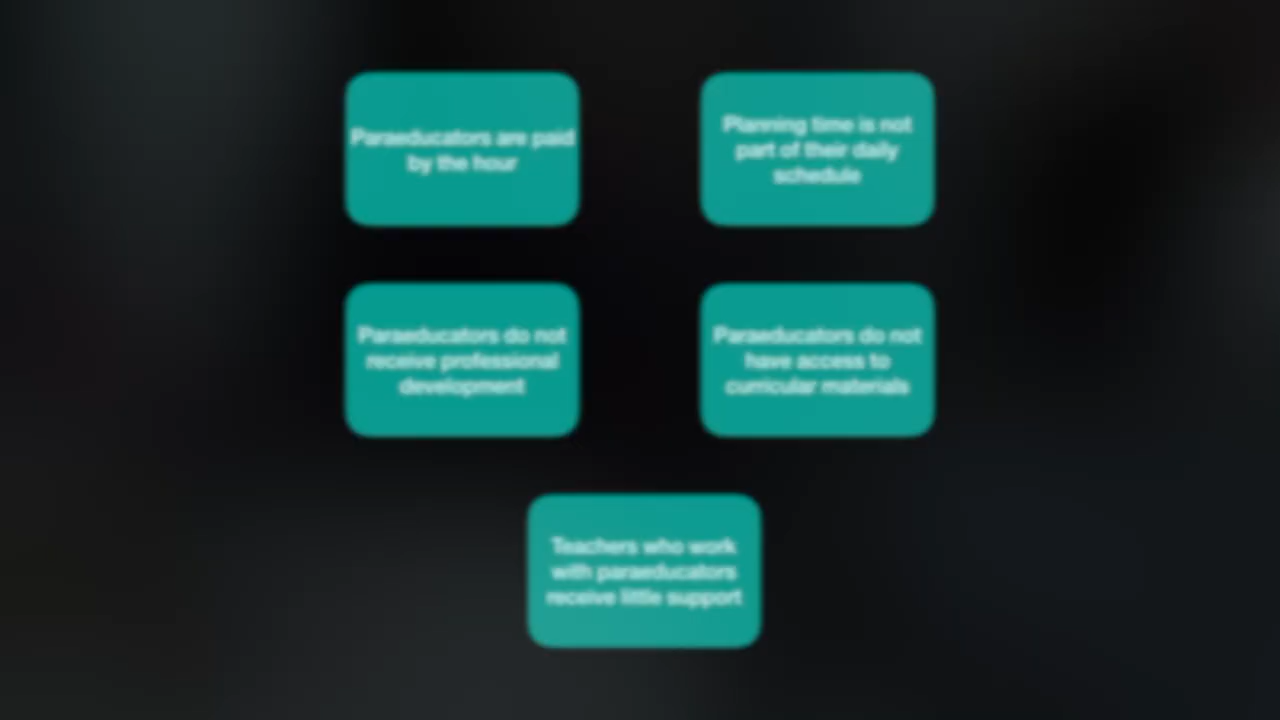 Paraeducators are paid
by the hour
Planning time is not
part of their daily
schedule
Paraeducators do not
receive professional
development
Paraeducators do not
have access to
curricular materials
Teachers who work
with paraeducators
receive little support